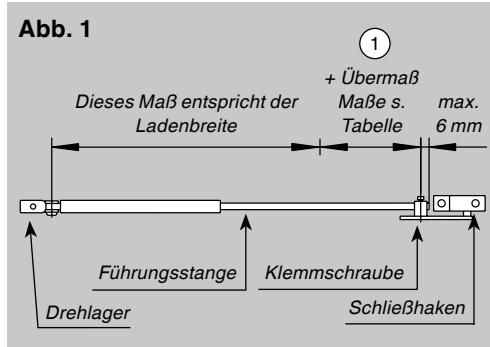 Abb. 1
1
+ Übermaß
Dieses Maß entspricht der
Maße s.
max.
Ladenbreite
Tabelle
6 mm
Führungsstange
Klemmschraube
Drehlager
Schließhaken